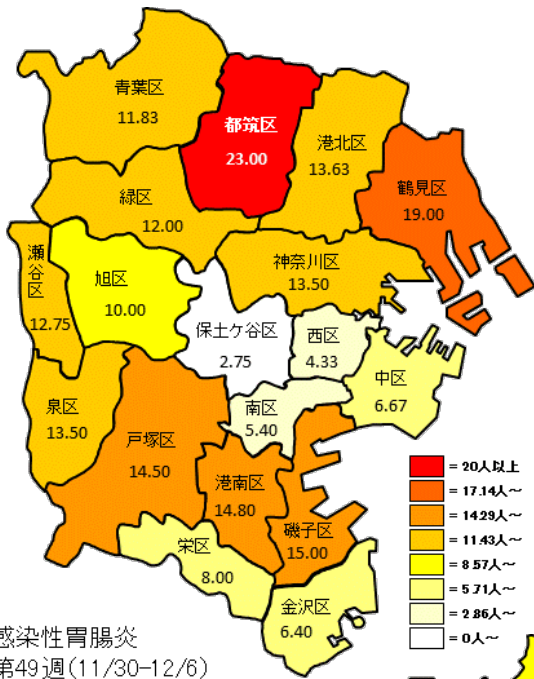 青葉区
11.83
都筑区
23.00
港北区
13.63
鶴見区
19.00
緑区
12.00
瀬谷区
12.75
旭区
10.00
神奈川区
13.50
保土ケ谷区
2.75
西区
4.33
中区
6.67
泉区
13.50
戸塚区
14.50
南区
5.40
港南区
14.80
磯子区
15.00
栄区
8.00
金沢区
6.40
=20人以上
=17.14人～
=14.29人～
=11.43人～
=8.57人～
=5.71人～
=2.86人～
=0人～
感染性胃腸炎
第49週(11/30-12/6)